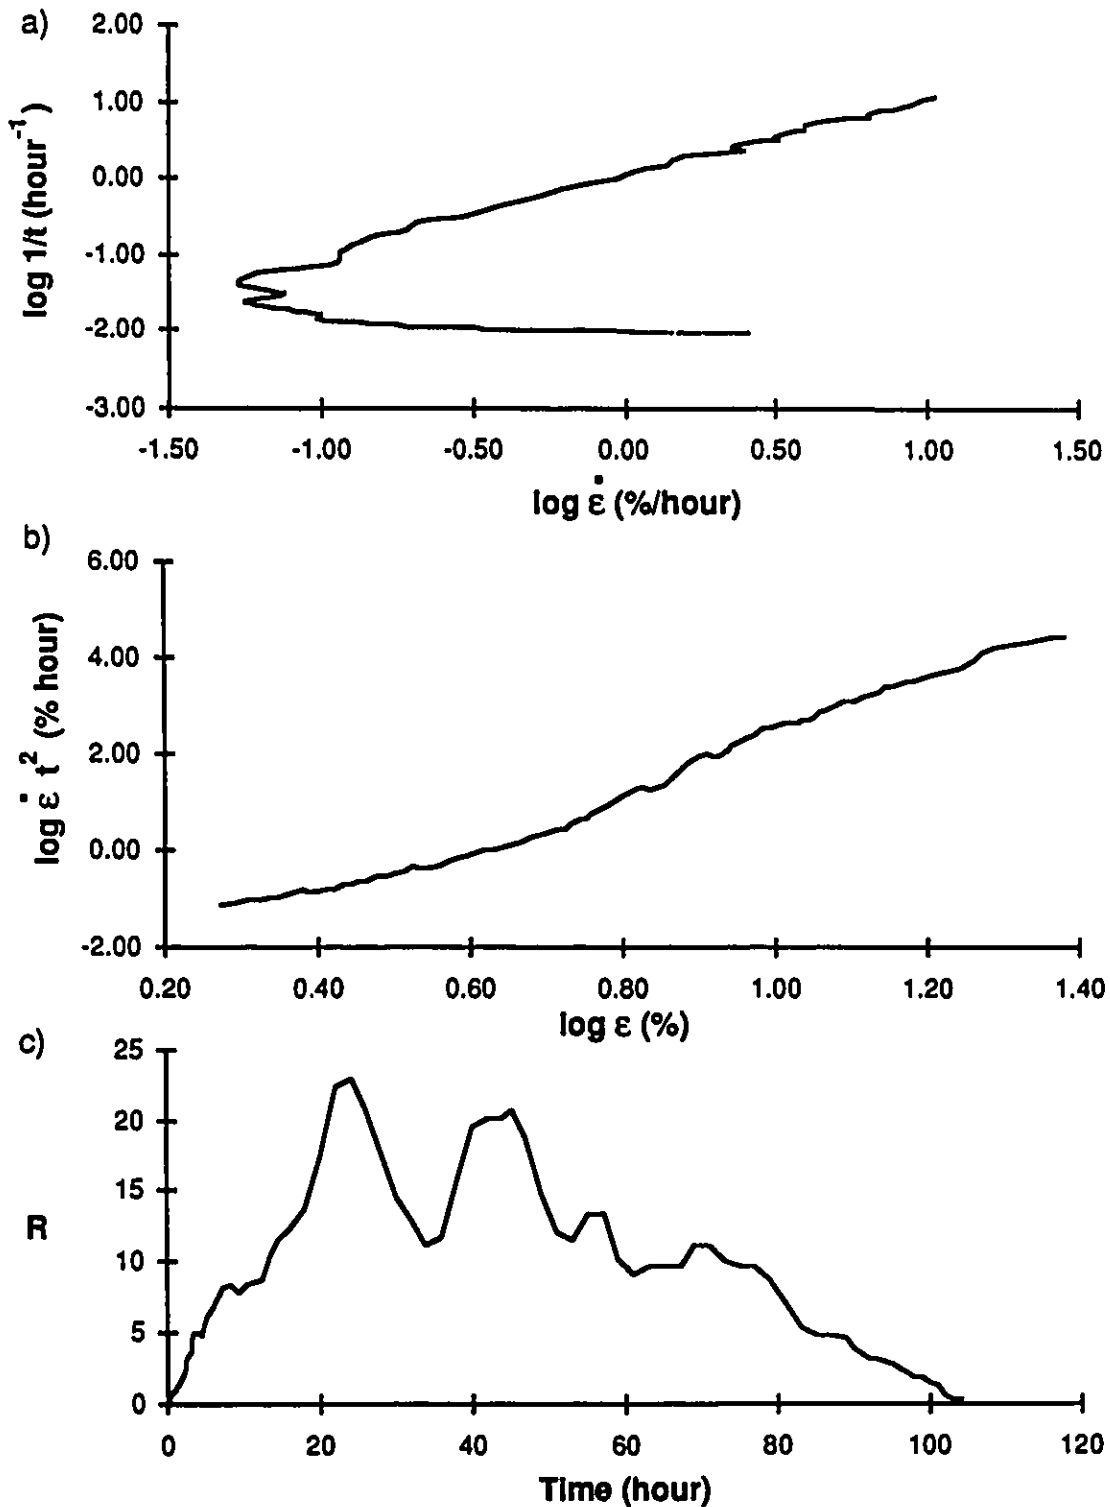 a)
2.00
1.00
0.00
-1.00
-2.00
-3.00
log 1/t (hour⁻¹)
-1.50 -1.00 -0.50 0.00 0.50 1.00 1.50
log ε̇ (%/hour)
b)
6.00
4.00
2.00
0.00
-2.00
log ε̇ t² (% hour)
0.20 0.40 0.60 0.80 1.00 1.20 1.40
log ε (%)
c)
25
20
15
10
5
0
R
0 20 40 60 80 100 120
Time (hour)